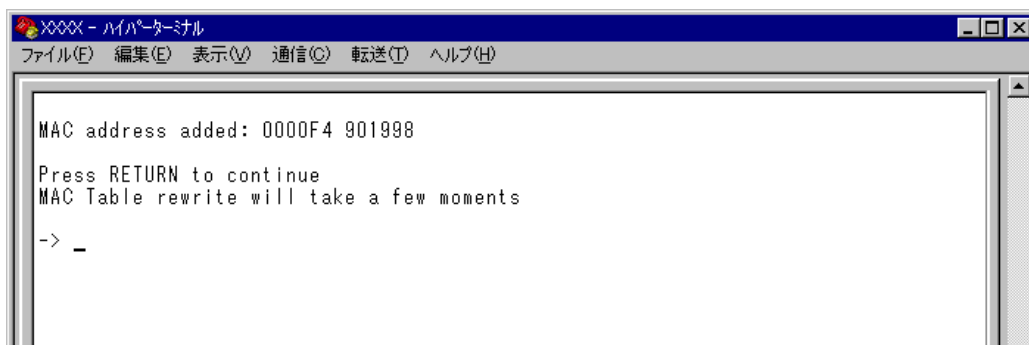 XXXX - ﾊｲﾊﾟｰﾀｰﾐﾅﾙ
ファイル(F) 編集(E) 表示(V) 通信(C) 転送(T) ヘルプ(H)
MAC address added: 0000F4 901998
Press RETURN to continue
MAC Table rewrite will take a few moments
-> _